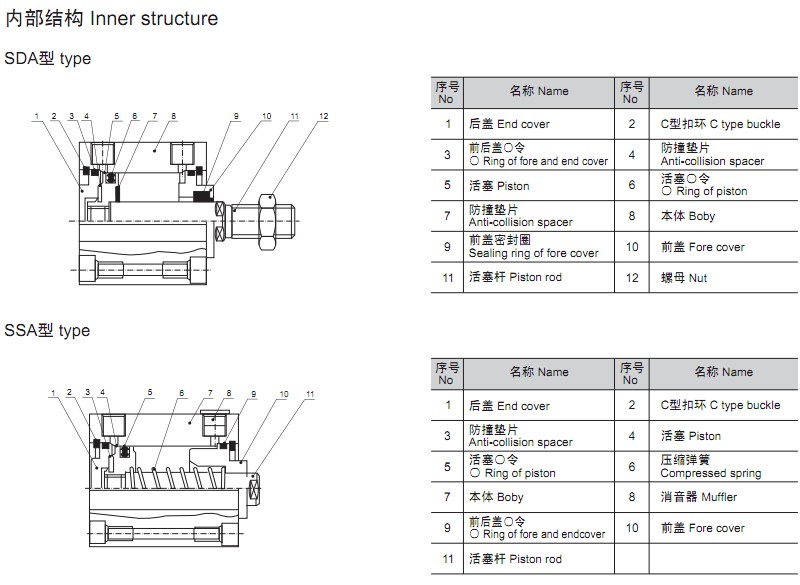 内部结构 Inner structure
SDA型 type
1 2 3 4 5 6 7 8 9 10 11 12
序号 No 名称 Name 序号 No 名称 Name
1 后盖 End cover 2 C型扣环 C type buckle
3 前后盖〇令 〇 Ring of fore and end cover 4 防撞垫片 Anti-collision spacer
5 活塞 Piston 6 活塞〇令 〇 Ring of piston
7 防撞垫片 Anti-collision spacer 8 本体 Boby
9 前盖密封圈 Sealing ring of fore cover 10 前盖 Fore cover
11 活塞杆 Piston rod 12 螺母 Nut
SSA型 type
1 2 3 4 5 6 7 8 9 10 11
序号 No 名称 Name 序号 No 名称 Name
1 后盖 End cover 2 C型扣环 C type buckle
3 防撞垫片 Anti-collision spacer 4 活塞 Piston
5 活塞〇令 〇 Ring of piston 6 压缩弹簧 Compressed spring
7 本体 Boby 8 消音器 Muffler
9 前后盖〇令 〇 Ring of fore and endcover 10 前盖 Fore cover
11 活塞杆 Piston rod